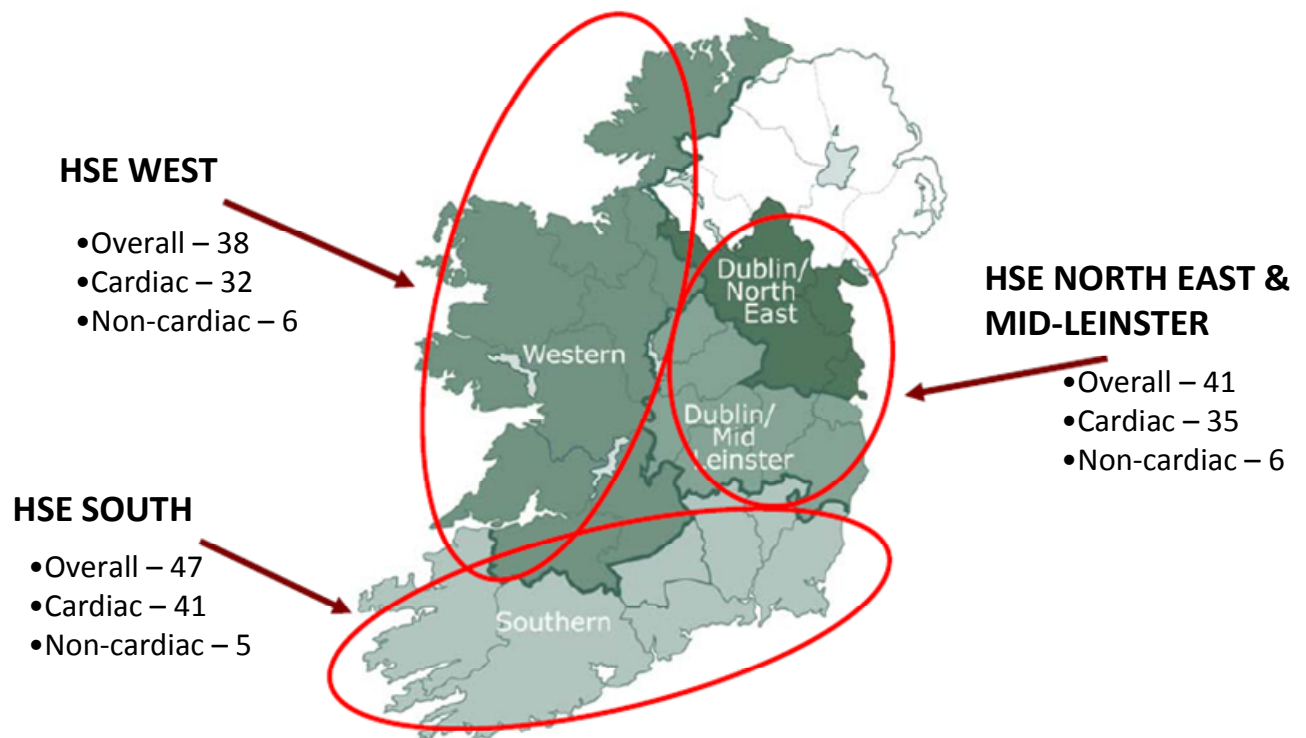 HSE WEST
•Overall – 38
•Cardiac – 32
•Non-cardiac – 6
HSE NORTH EAST &
MID-LEINSTER
•Overall – 41
•Cardiac – 35
•Non-cardiac – 6
HSE SOUTH
•Overall – 47
•Cardiac – 41
•Non-cardiac – 5
Dublin/
North
East
Western
Dublin/
Mid
Leinster
Southern